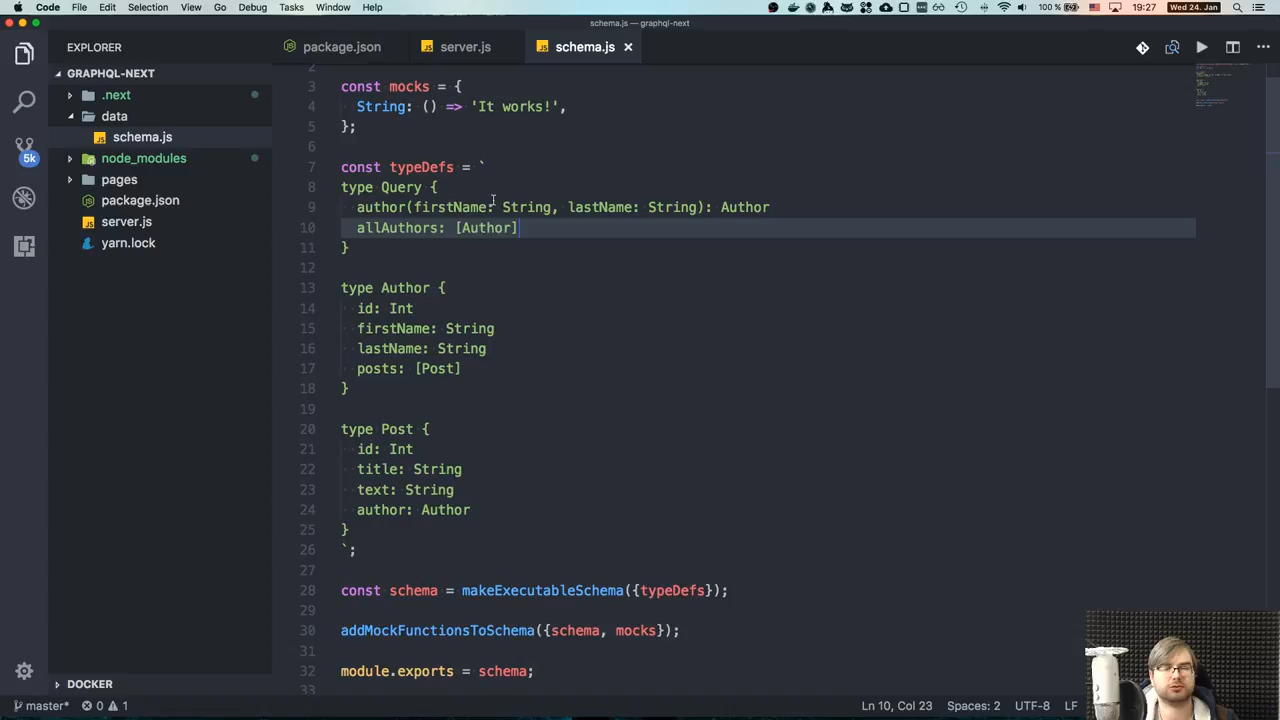 Code File Edit Selection View Go Debug Tasks Window Help 100 % 19:27 Wed 24. Jan
schema.js — graphql-next
EXPLORER
package.json
server.js
schema.js
GRAPHQL-NEXT
.next
data
schema.js
node_modules
pages
package.json
server.js
yarn.lock
5k
DOCKER
2
3 const mocks = {
4 String: () => 'It works!',
5 };
6
7 const typeDefs = `
8 type Query {
9 author(firstName: String, lastName: String): Author
10 allAuthors: [Author]
11 }
12
13 type Author {
14 id: Int
15 firstName: String
16 lastName: String
17 posts: [Post]
18 }
19
20 type Post {
21 id: Int
22 title: String
23 text: String
24 author: Author
25 }
26 `;
27
28 const schema = makeExecutableSchema({typeDefs});
29
30 addMockFunctionsToSchema({schema, mocks});
31
32 module.exports = schema;
33
master* 0 1 Ln 10, Col 23 Spaces: 2 UTF-8 LF